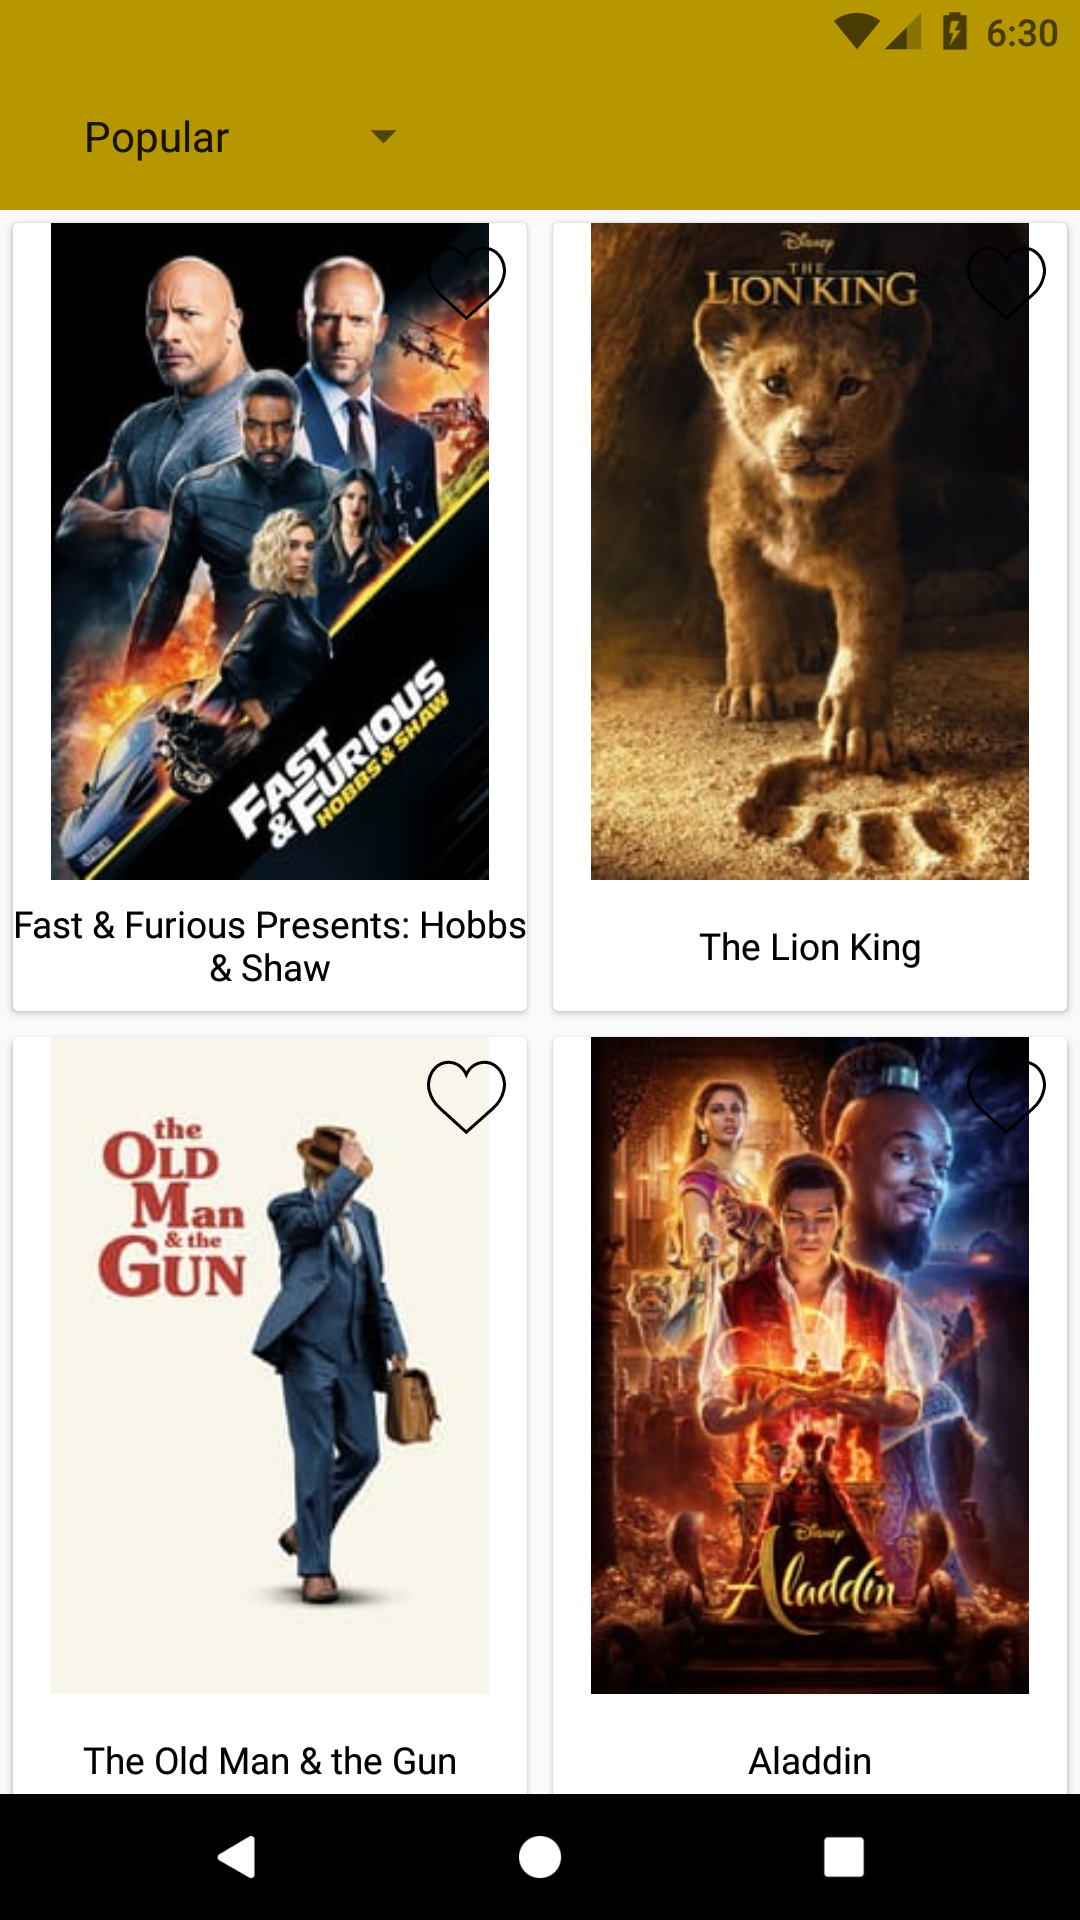 6:30
Popular
FAST
& FURIOUS
HOBBS & SHAW
Fast & Furious Presents: Hobbs
& Shaw
Disney
THE
LION KING
The Lion King
the
OLD
MAN
& the
GUN
The Old Man & the Gun
Disney
Aladdin
Aladdin